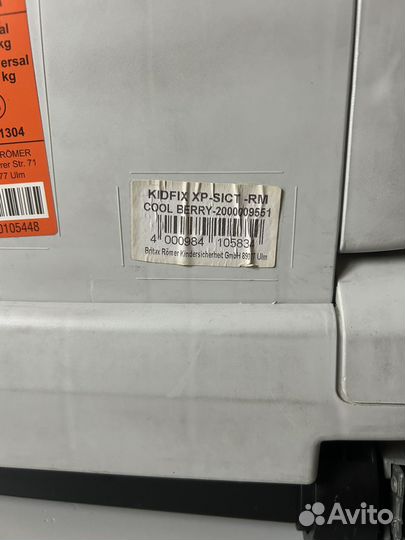 al
kg
ersal
kg
1304
RÖMER
rer Str. 71
77 Ulm
0105448
KIDFIX XP-SICT -RM
COOL BERRY-2000009551
4 000984 105834
Britax Römer Kindersicherheit GmbH 89077 Ulm
Avito